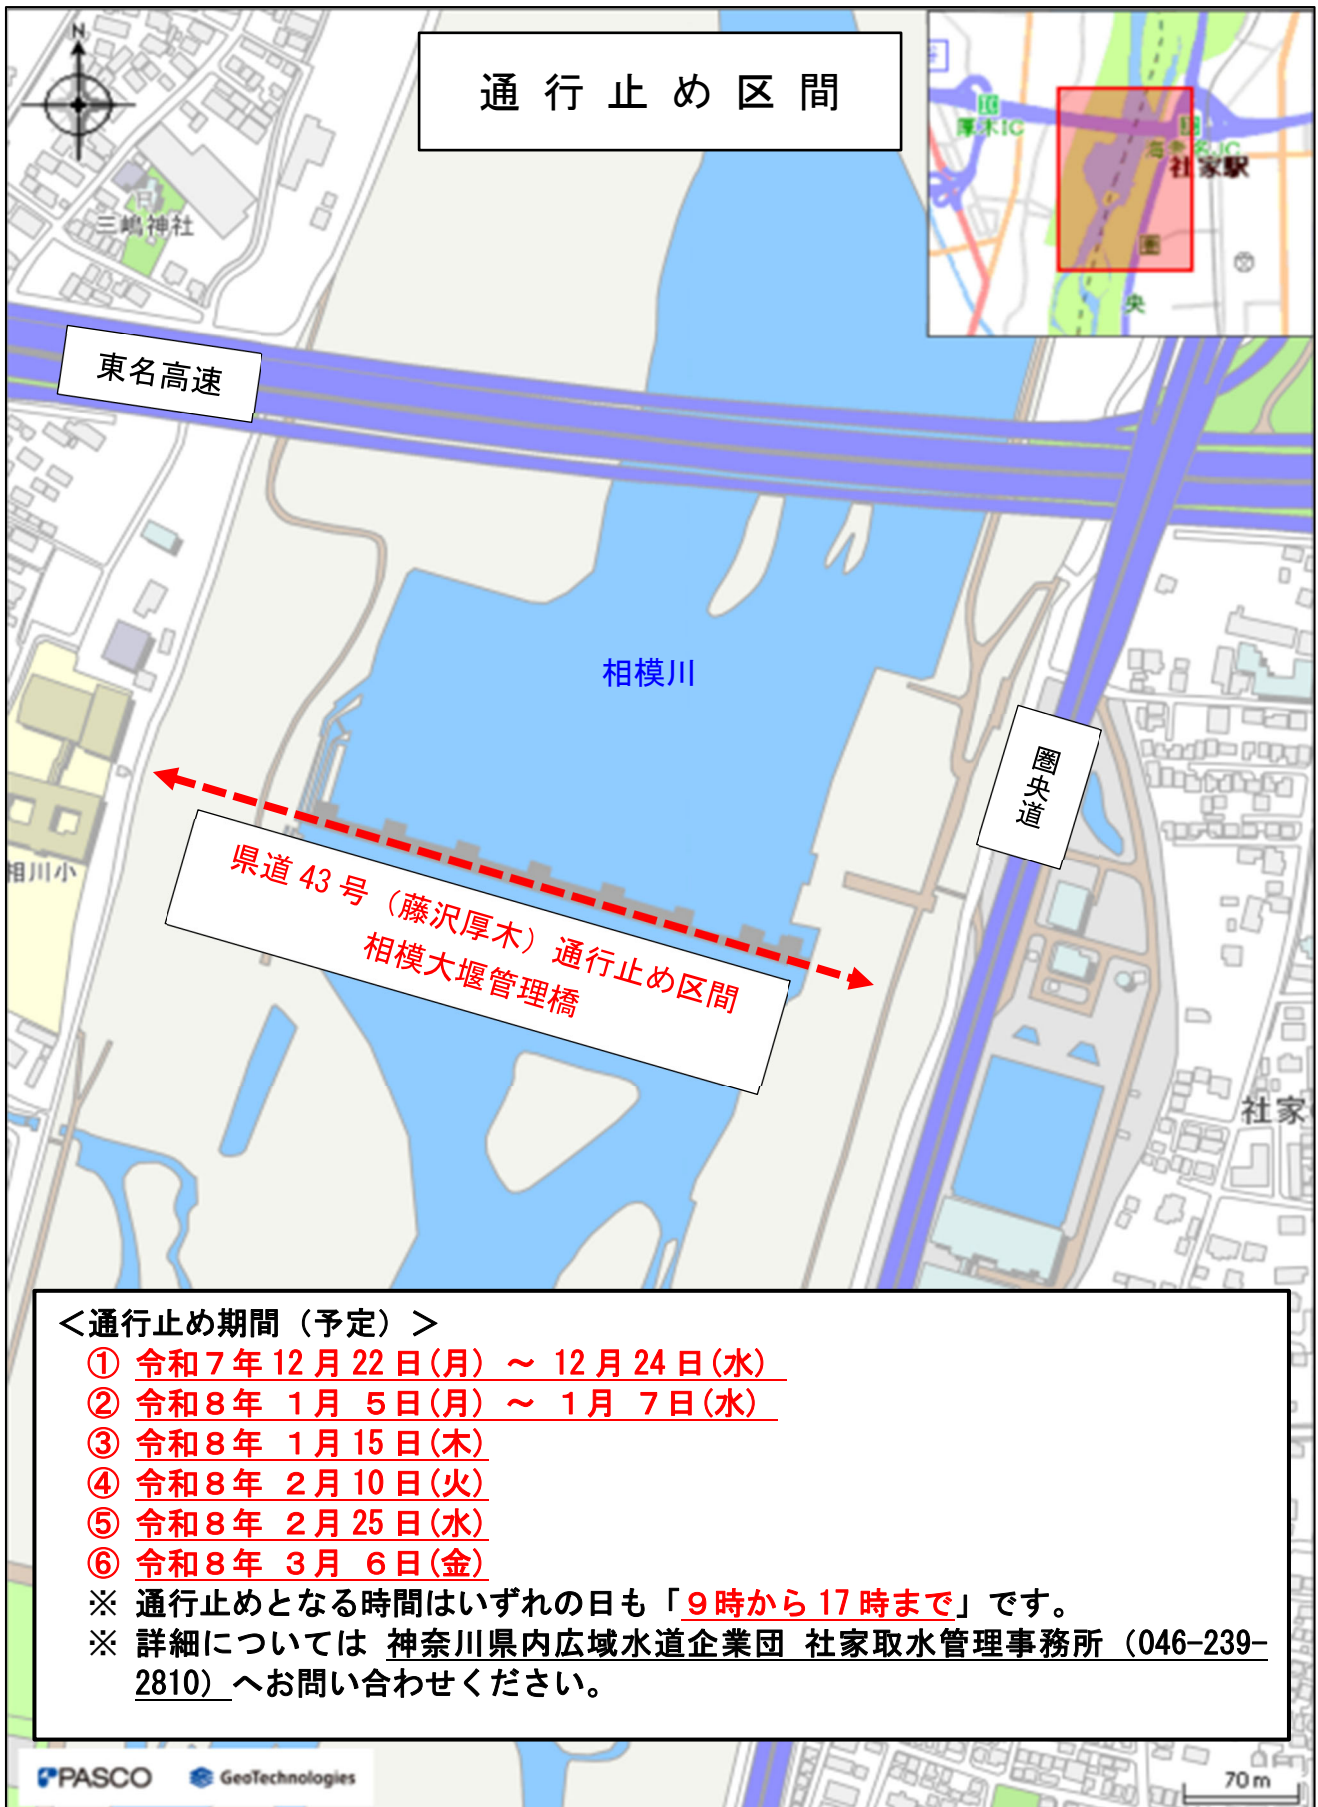 通行止め区間
N
厚木IC
海老名JC
社家駅
圏
央
三嶋神社
東名高速
相模川
圏央道
相川小
県道43号（藤沢厚木）通行止め区間
相模大堰管理橋
社家
＜通行止め期間（予定）＞
① 令和７年12月22日(月) ～ 12月24日(水)
② 令和８年 １月 ５日(月) ～ １月 ７日(水)
③ 令和８年 １月15日(木)
④ 令和８年 ２月10日(火)
⑤ 令和８年 ２月25日(水)
⑥ 令和８年 ３月 ６日(金)
※ 通行止めとなる時間はいずれの日も「９時から17時まで」です。
※ 詳細については 神奈川県内広域水道企業団 社家取水管理事務所（046-239-
2810）へお問い合わせください。
PASCO
GeoTechnologies
70m